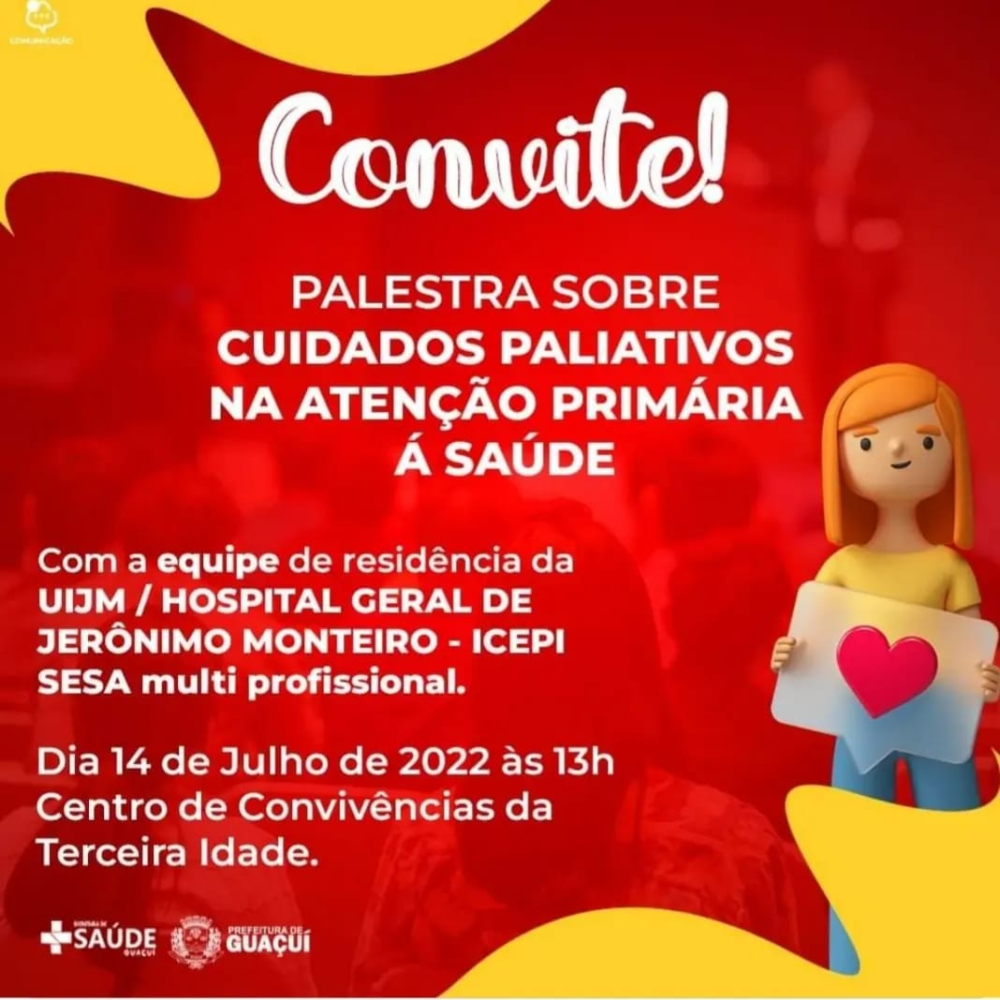 COMUNICAÇÃO
Convite!
PALESTRA SOBRE
CUIDADOS PALIATIVOS
NA ATENÇÃO PRIMÁRIA
Á SAÚDE
Com a equipe de residência da
UIJM / HOSPITAL GERAL DE
JERÔNIMO MONTEIRO - ICEPI
SESA multi profissional.
Dia 14 de Julho de 2022 às 13h
Centro de Convivências da
Terceira Idade.
SAÚDE
GUAÇUÍ
PREFEITURA DE
GUAÇUÍ